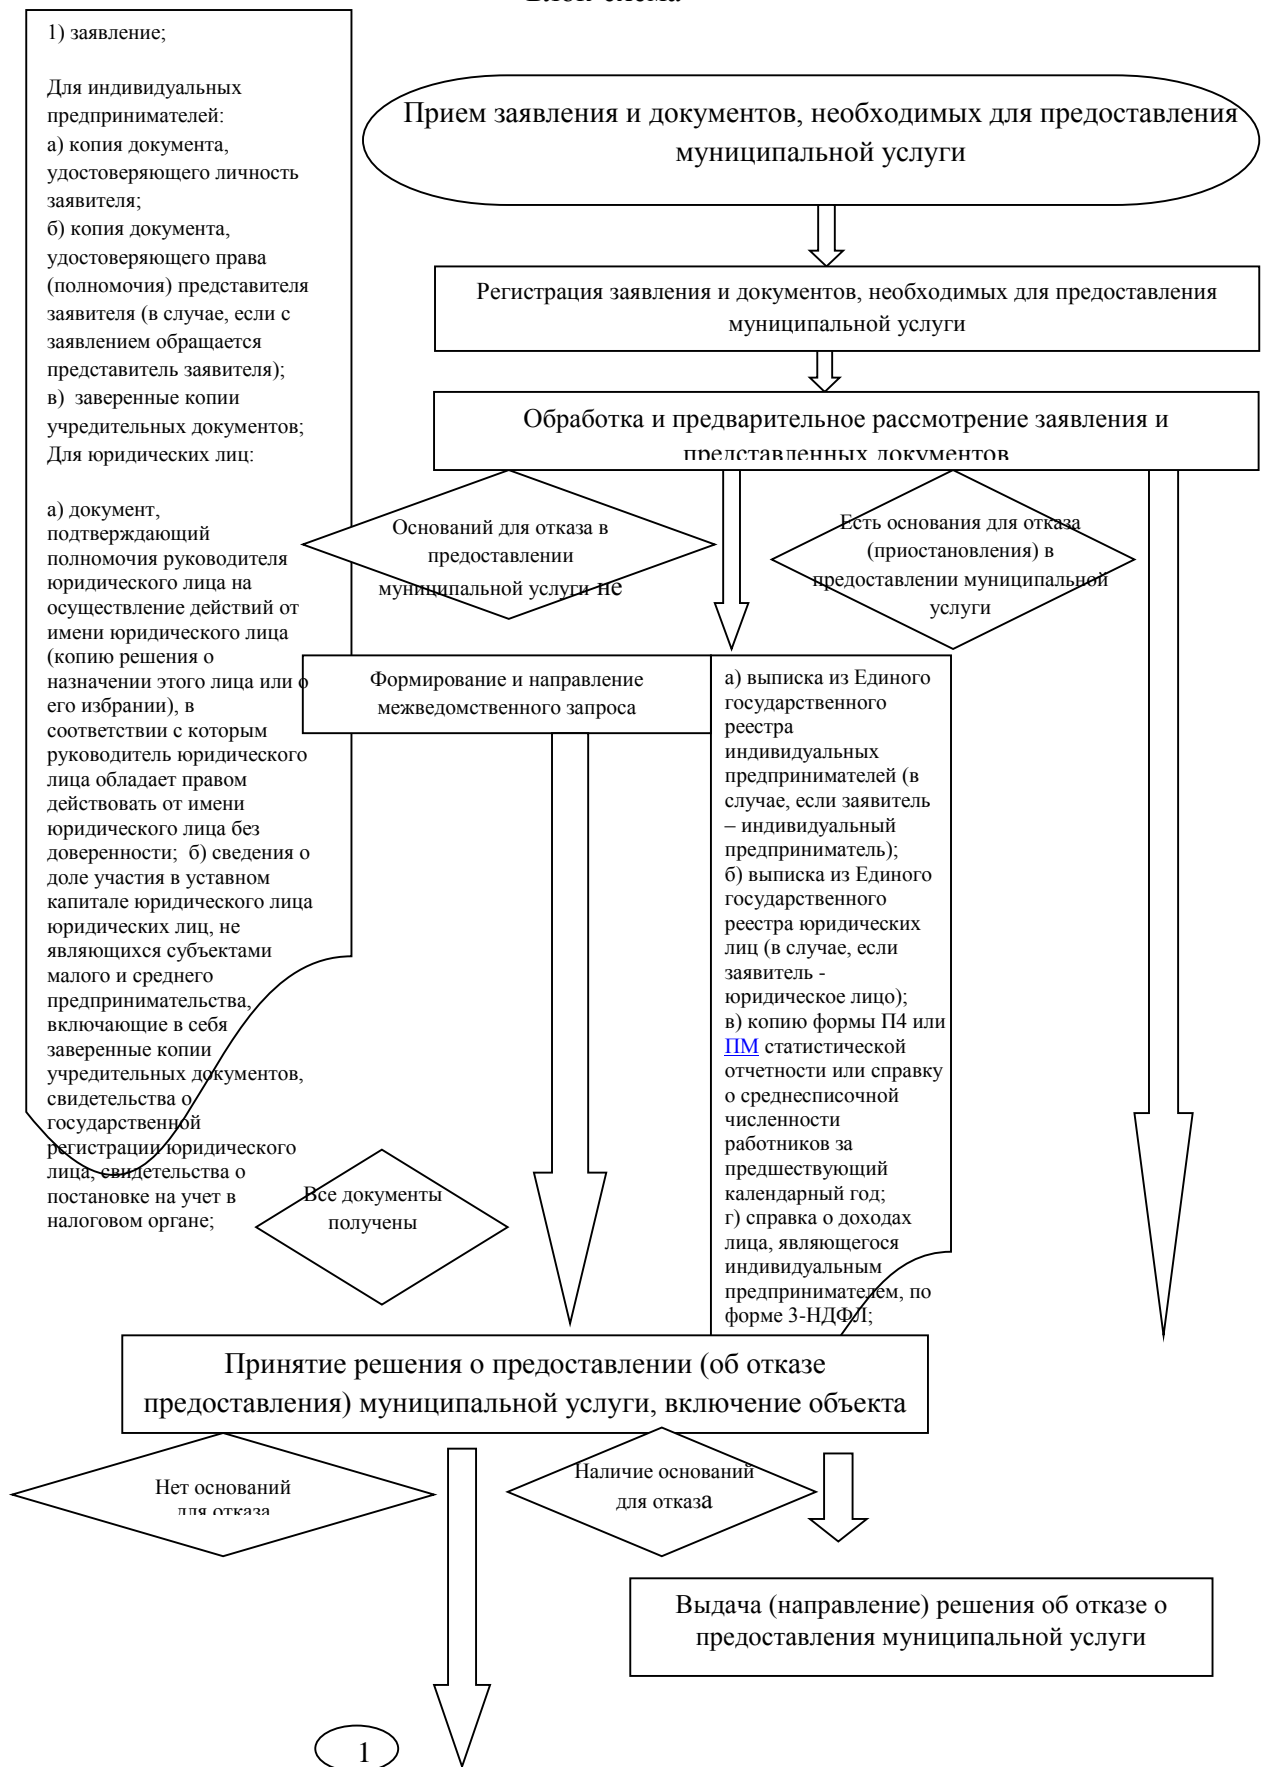 Блок-схема
1) заявление;
Для индивидуальных
предпринимателей:
а) копия документа,
удостоверяющего личность
заявителя;
б) копия документа,
удостоверяющего права
(полномочия) представителя
заявителя (в случае, если с
заявлением обращается
представитель заявителя);
в) заверенные копии
учредительных документов;
Для юридических лиц:
а) документ,
подтверждающий
полномочия руководителя
юридического лица на
осуществление действий от
имени юридического лица
(копию решения о
назначении этого лица или о
его избрании), в
соответствии с которым
руководитель юридического
лица обладает правом
действовать от имени
юридического лица без
доверенности; б) сведения о
доле участия в уставном
капитале юридического лица
юридических лиц, не
являющихся субъектами
малого и среднего
предпринимательства,
включающие в себя
заверенные копии
учредительных документов,
свидетельства о
государственной
регистрации юридического
лица, свидетельства о
постановке на учет в
налоговом органе;
Прием заявления и документов, необходимых для предоставления
муниципальной услуги
Регистрация заявления и документов, необходимых для предоставления
муниципальной услуги
Обработка и предварительное рассмотрение заявления и
представленных документов
Оснований для отказа в
предоставлении
муниципальной услуги не
Есть основания для отказа
(приостановления) в
предоставлении муниципальной
услуги
Формирование и направление
межведомственного запроса
а) выписка из Единого
государственного
реестра
индивидуальных
предпринимателей (в
случае, если заявитель
– индивидуальный
предприниматель);
б) выписка из Единого
государственного
реестра юридических
лиц (в случае, если
заявитель -
юридическое лицо);
в) копию формы П4 или
ПМ статистической
отчетности или справку
о среднесписочной
численности
работников за
предшествующий
календарный год;
г) справка о доходах
лица, являющегося
индивидуальным
предпринимателем, по
форме 3-НДФЛ;
Все документы
получены
Принятие решения о предоставлении (об отказе
предоставления) муниципальной услуги, включение объекта
Нет оснований
для отказа
Наличие оснований
для отказа
Выдача (направление) решения об отказе о
предоставления муниципальной услуги
1